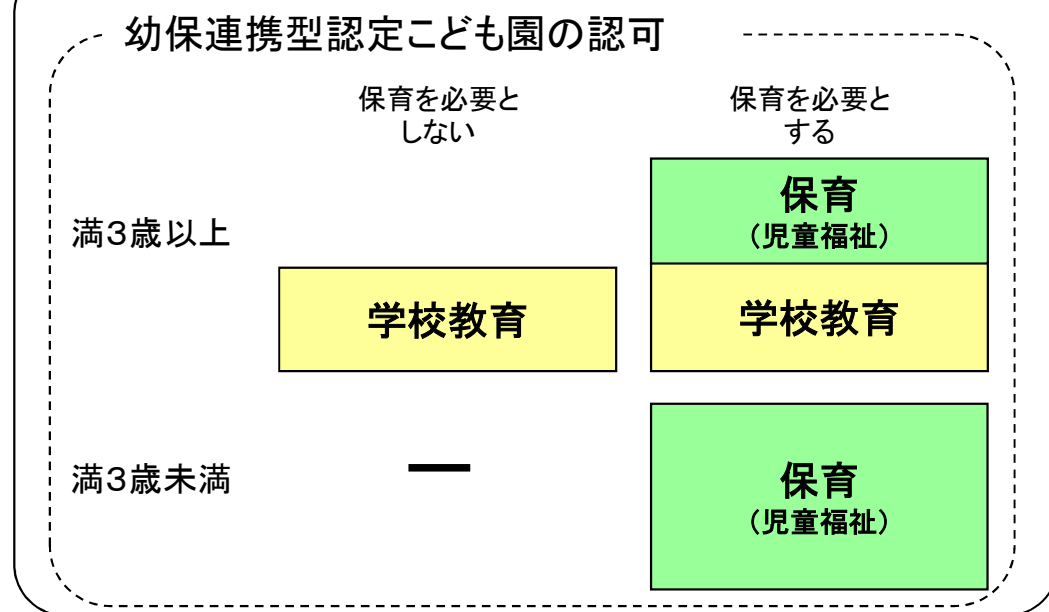 幼保連携型認定こども園の認可
保育を必要と
しない
保育を必要と
する
満３歳以上
保育
（児童福祉）
学校教育
学校教育
満３歳未満
ー
保育
（児童福祉）